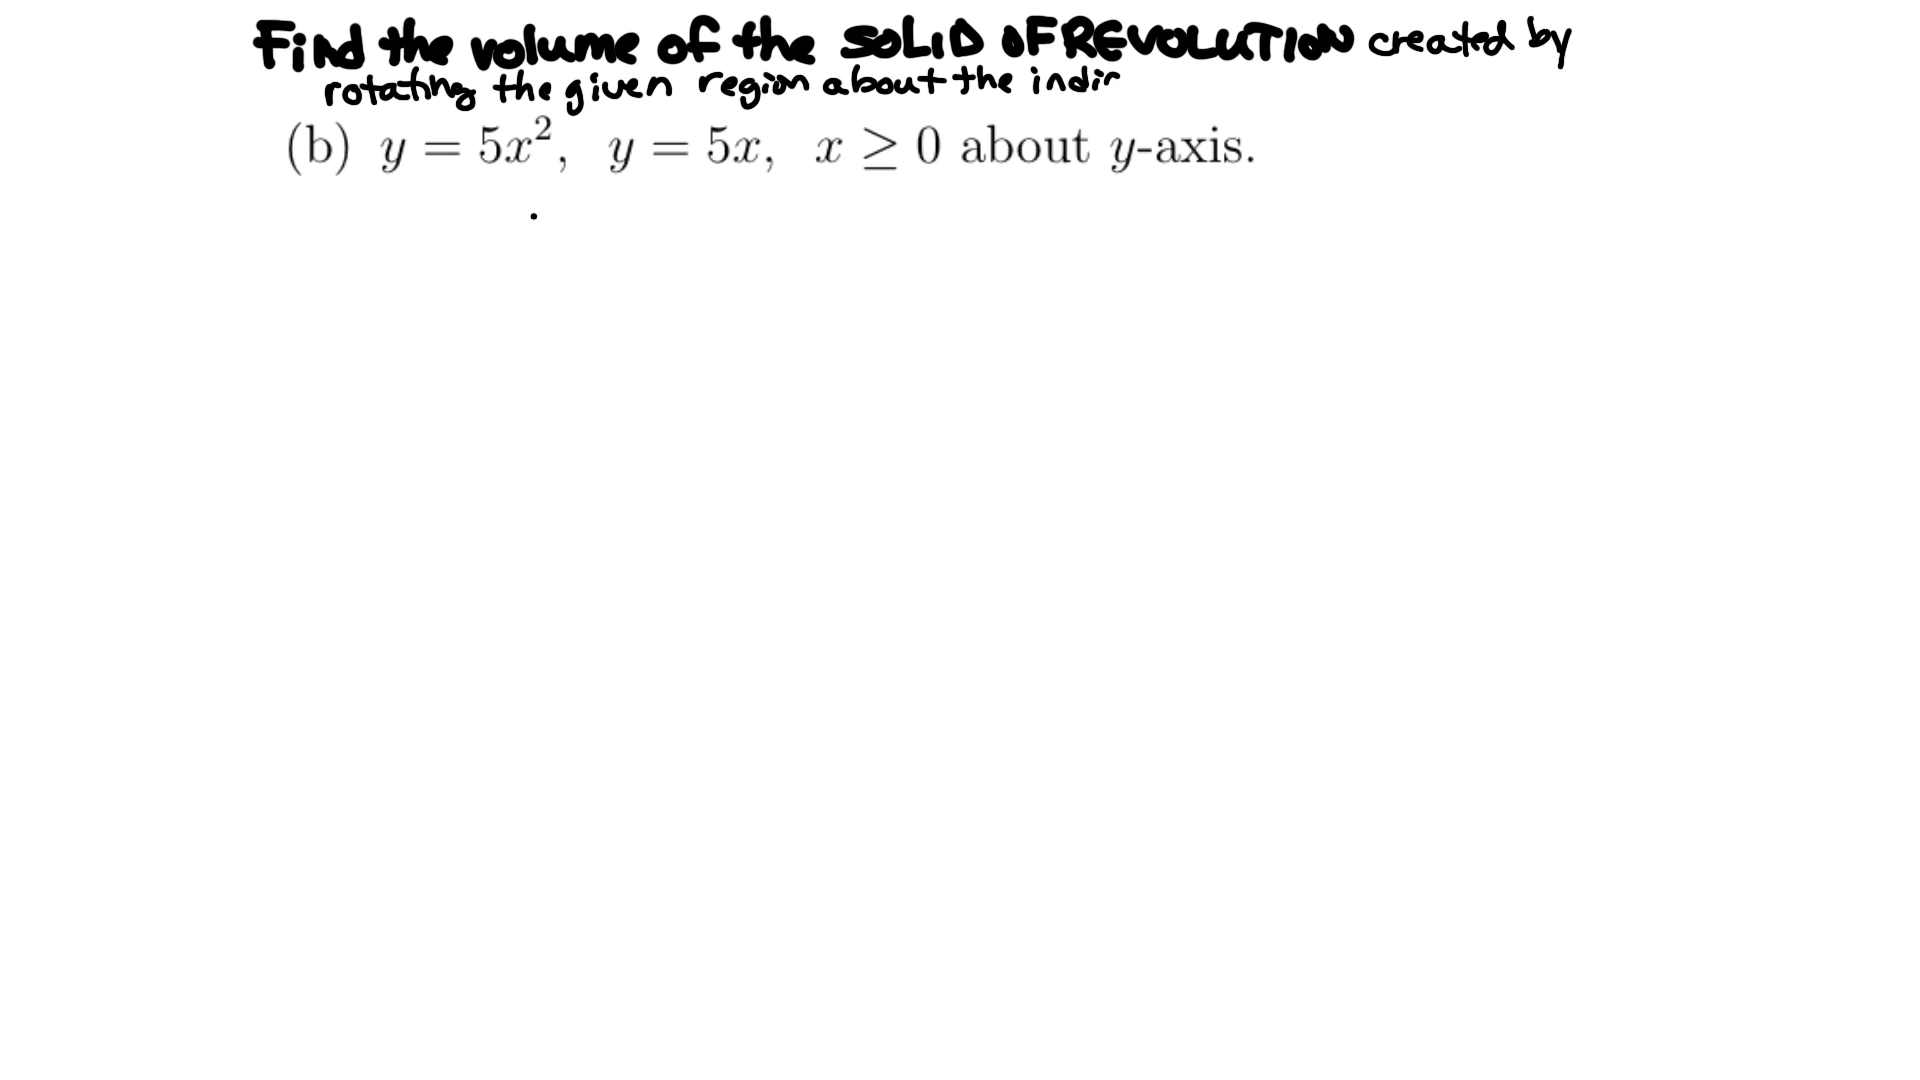 Find the volume of the SOLID OF REVOLUTION created by
rotating the given region about the indir
(b) y = 5x², y = 5x, x ≥ 0 about y-axis.